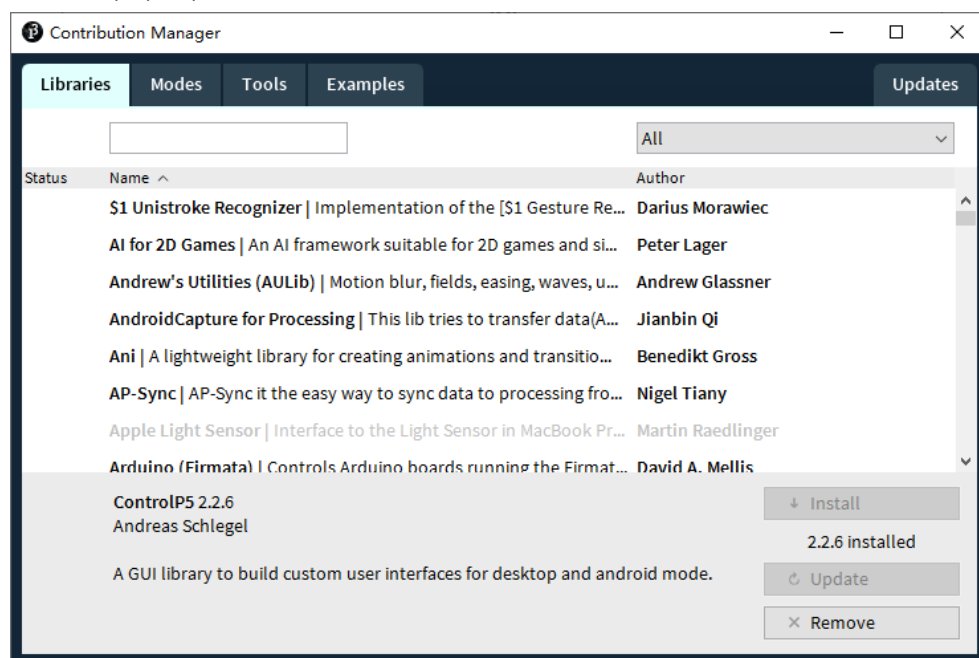 Contribution Manager
Libraries Modes Tools Examples Updates
All
Status Name Author
$1 Unistroke Recognizer | Implementation of the [$1 Gesture Re... Darius Morawiec
AI for 2D Games | An AI framework suitable for 2D games and si... Peter Lager
Andrew's Utilities (AULib) | Motion blur, fields, easing, waves, u... Andrew Glassner
AndroidCapture for Processing | This lib tries to transfer data(A... Jianbin Qi
Ani | A lightweight library for creating animations and transitio... Benedikt Gross
AP-Sync | AP-Sync it the easy way to sync data to processing fro... Nigel Tiany
Apple Light Sensor | Interface to the Light Sensor in MacBook Pr... Martin Raedlinger
Arduino (Firmata) | Controls Arduino boards running the Firmat... David A. Mellis
ControlP5 2.2.6
Install
Andreas Schlegel
2.2.6 installed
A GUI library to build custom user interfaces for desktop and android mode.
Update
Remove